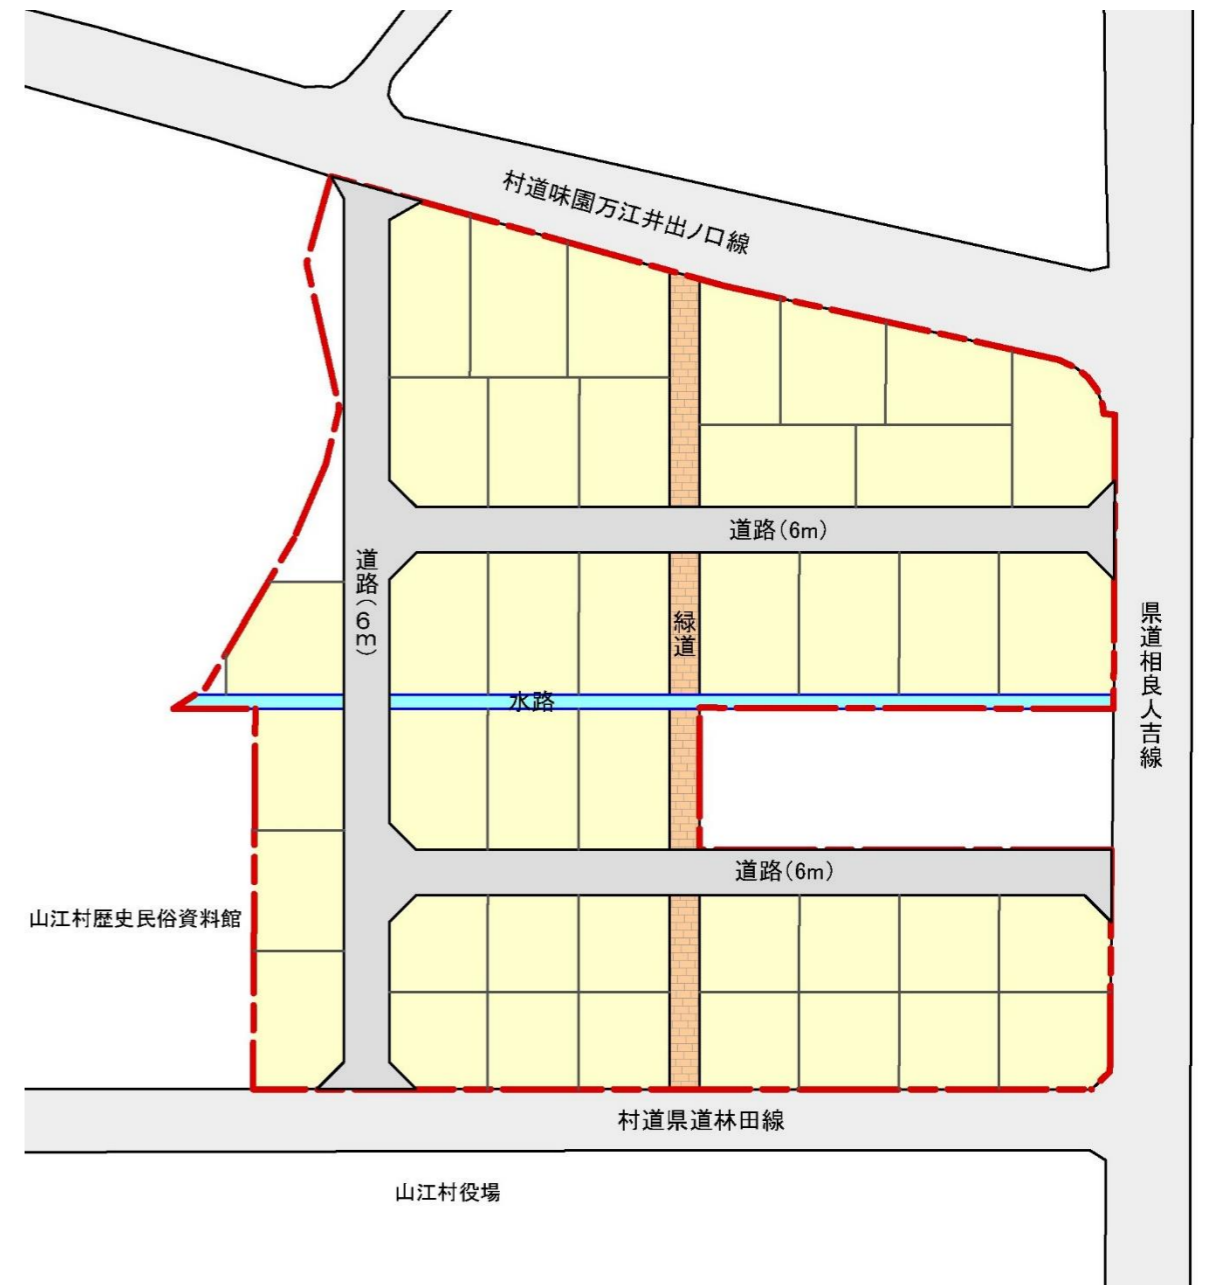 村道味園万江井出ノ口線
道路(6m)
道路(6m)
緑道
県道相良人吉線
水路
道路(6m)
山江村歴史民俗資料館
村道県道林田線
山江村役場